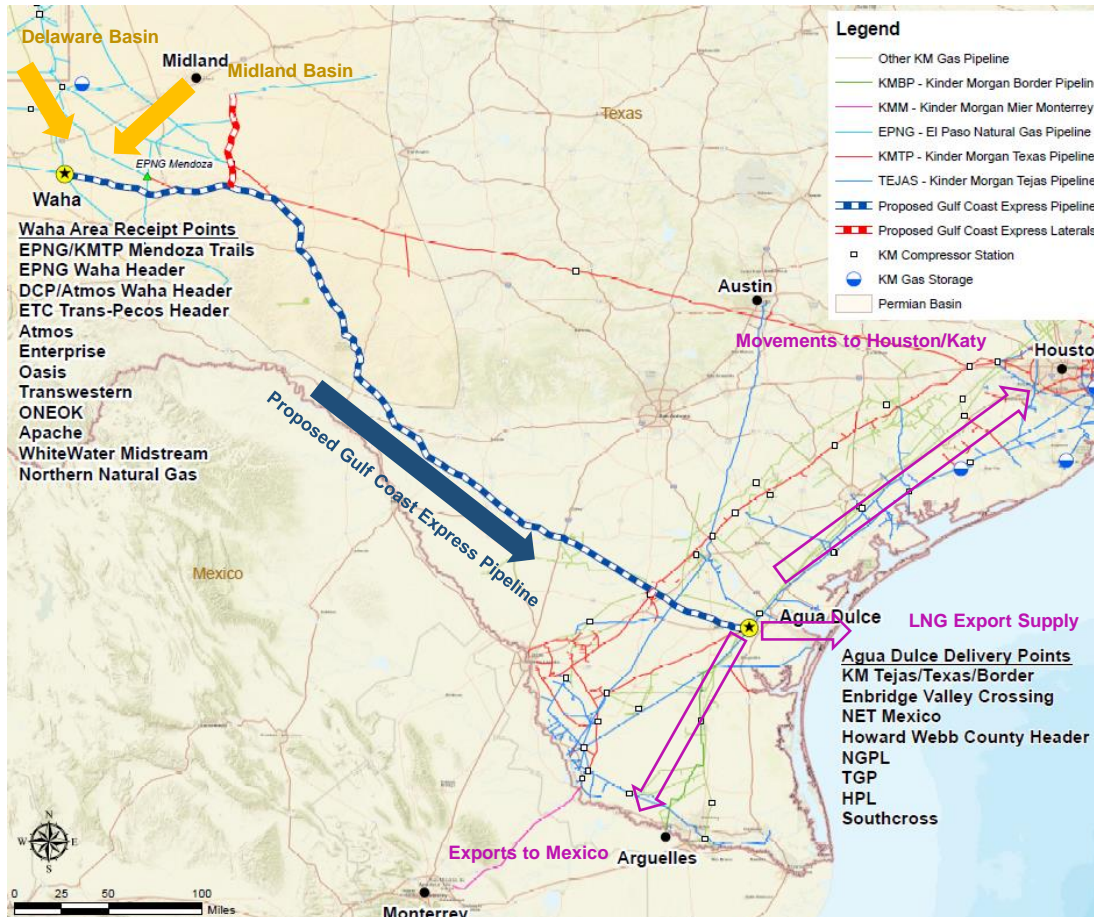 Delaware Basin
Midland
Midland Basin
Texas
EPNG Mendoza
Waha
Waha Area Receipt Points
EPNG/KMTP Mendoza Trails
EPNG Waha Header
DCP/Atmos Waha Header
ETC Trans-Pecos Header
Atmos
Enterprise
Oasis
Transwestern
ONEOK
Apache
WhiteWater Midstream
Northern Natural Gas
Legend
Other KM Gas Pipeline
KMBP - Kinder Morgan Border Pipelin
KMM - Kinder Morgan Mier Monterrey
EPNG - El Paso Natural Gas Pipeline
KMTP - Kinder Morgan Texas Pipeline
TEJAS - Kinder Morgan Tejas Pipeline
Proposed Gulf Coast Express Pipeline
Proposed Gulf Coast Express Laterals
KM Compressor Station
KM Gas Storage
Permian Basin
Austin
Movements to Houston/Katy
Housto
Proposed Gulf Coast Express Pipeline
Mexico
Agua Dulce
LNG Export Supply
Agua Dulce Delivery Points
KM Tejas/Texas/Border
Enbridge Valley Crossing
NET Mexico
Howard Webb County Header
NGPL
TGP
HPL
Southcross
Exports to Mexico
Arguelles
Monterrey
N
W
E
S
0 25 50 100
Miles